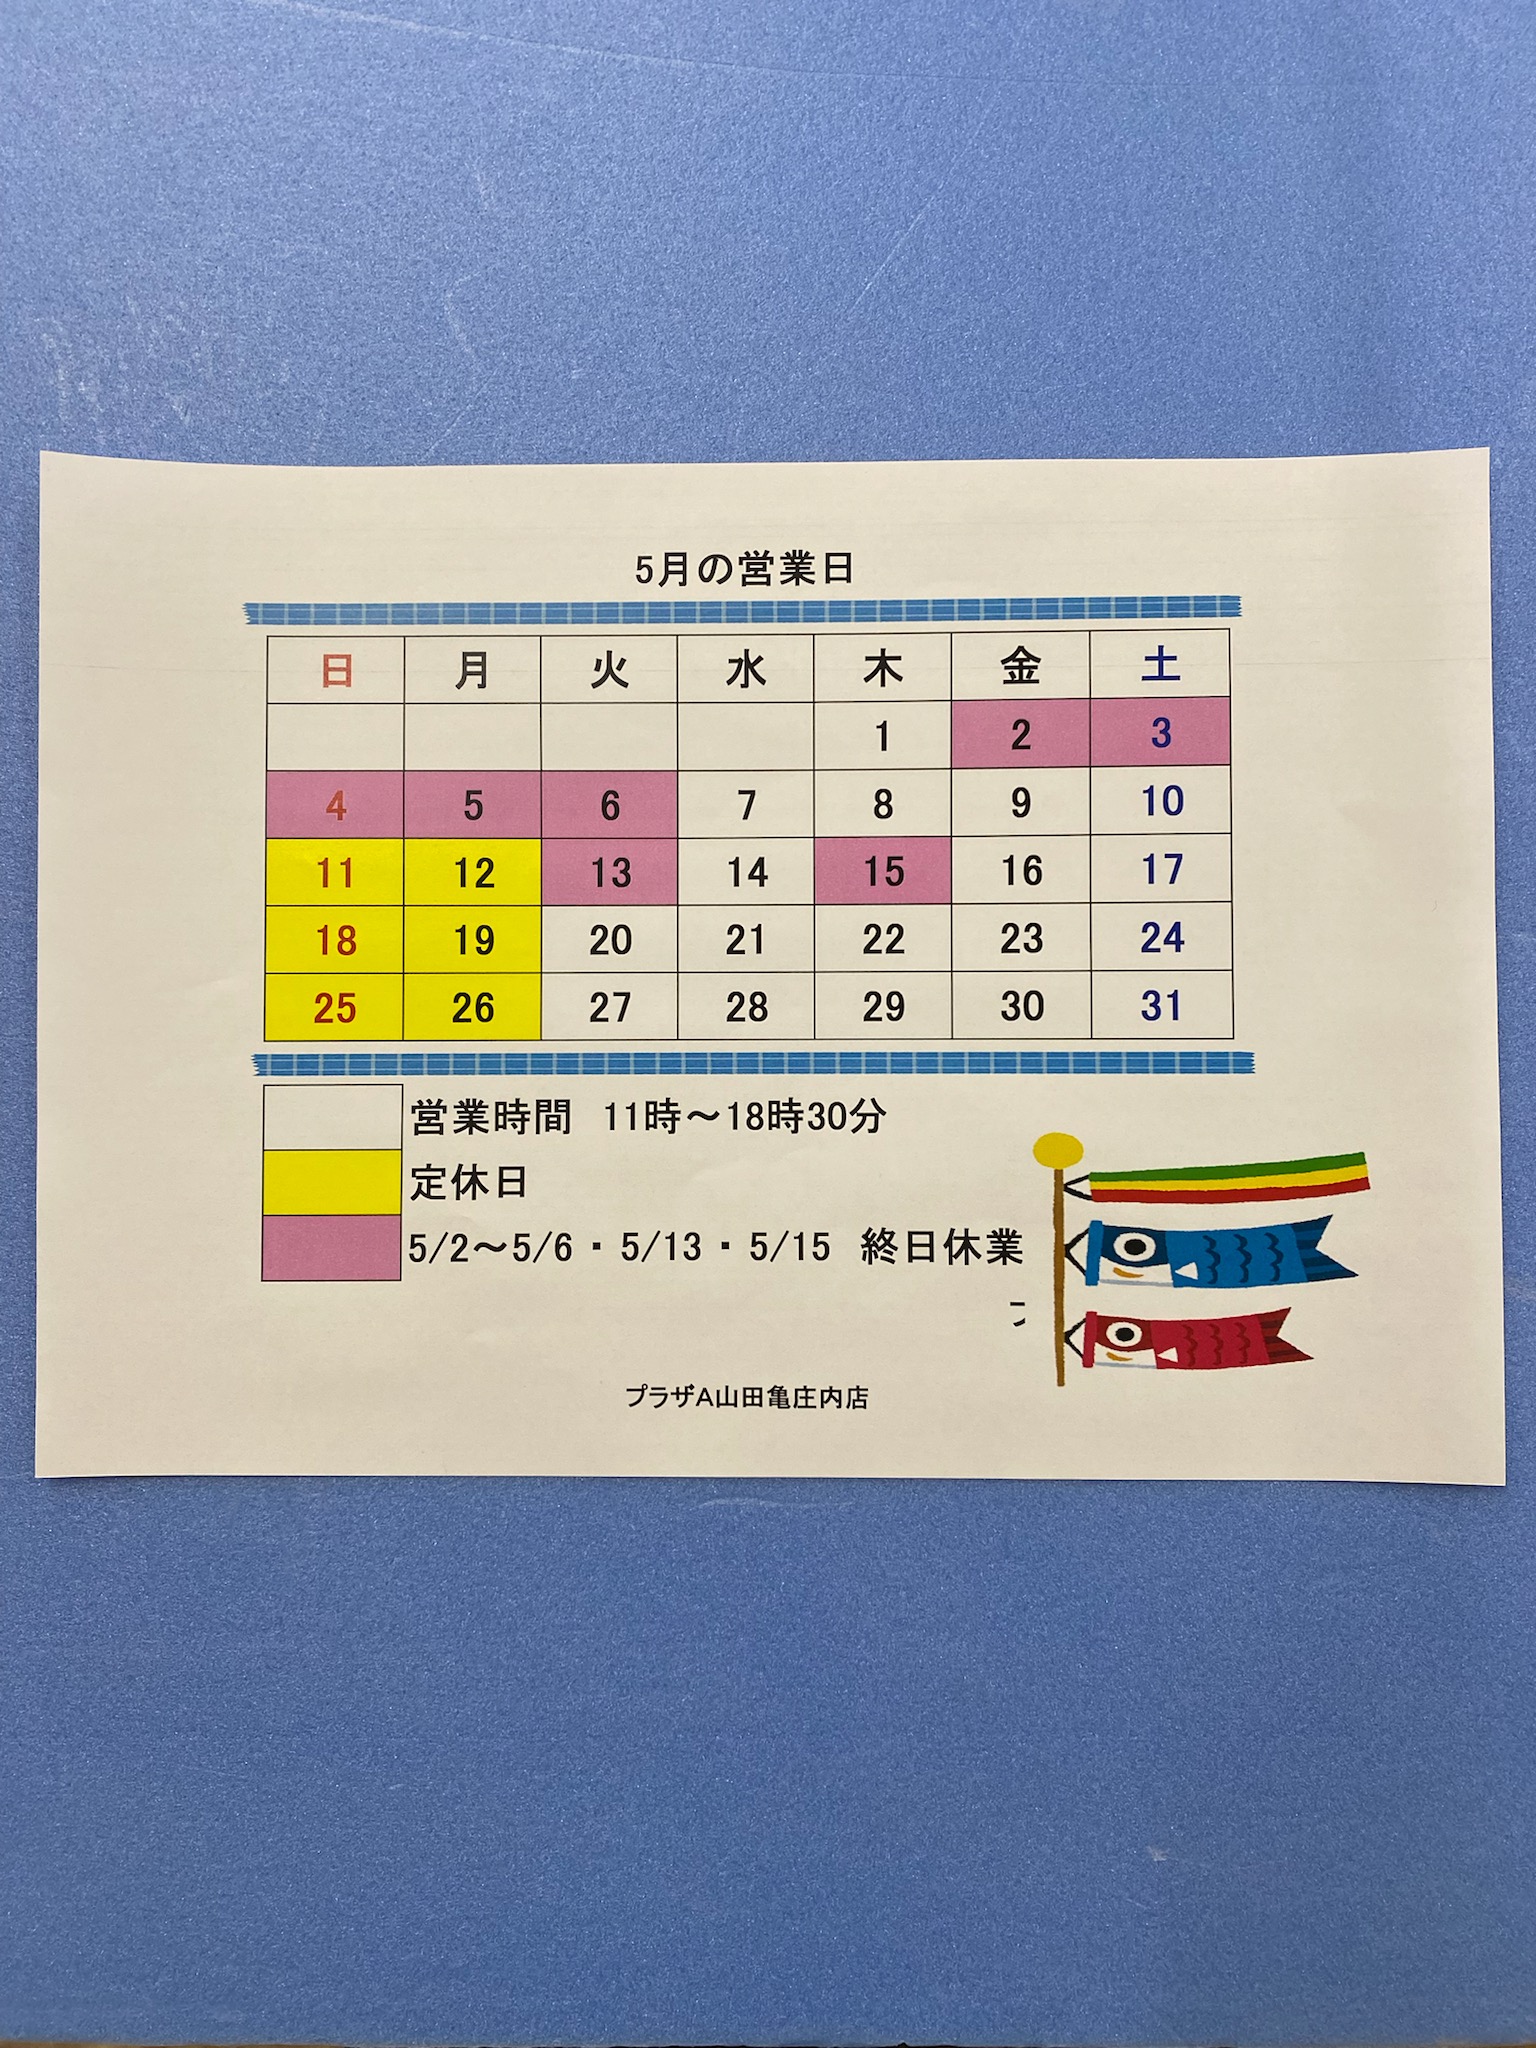 5月の営業日
日 月 火 水 木 金 土
1 2 3
4 5 6 7 8 9 10
11 12 13 14 15 16 17
18 19 20 21 22 23 24
25 26 27 28 29 30 31
営業時間 11時～18時30分
定休日
5/2～5/6・5/13・5/15 終日休業
プラザA山田亀庄内店